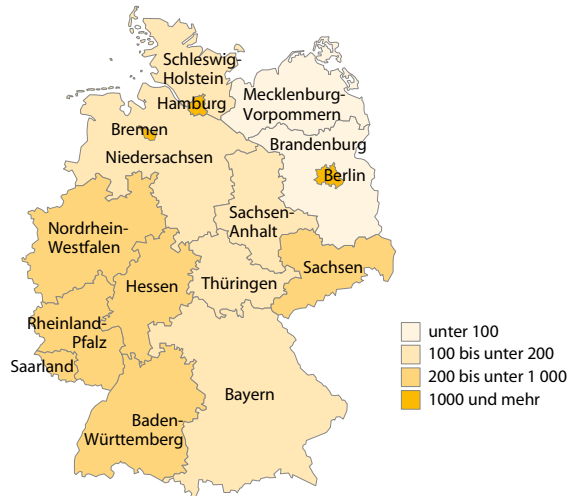 Schleswig-
Holstein
Hamburg
Mecklenburg-
Vorpommern
Bremen
Brandenburg
Niedersachsen
Berlin
Sachsen-
Anhalt
Nordrhein-
Westfalen
Sachsen
Hessen
Thüringen
Rheinland-
Pfalz
Saarland
Bayern
Baden-
Württemberg
unter 100
100 bis unter 200
200 bis unter 1 000
1000 und mehr